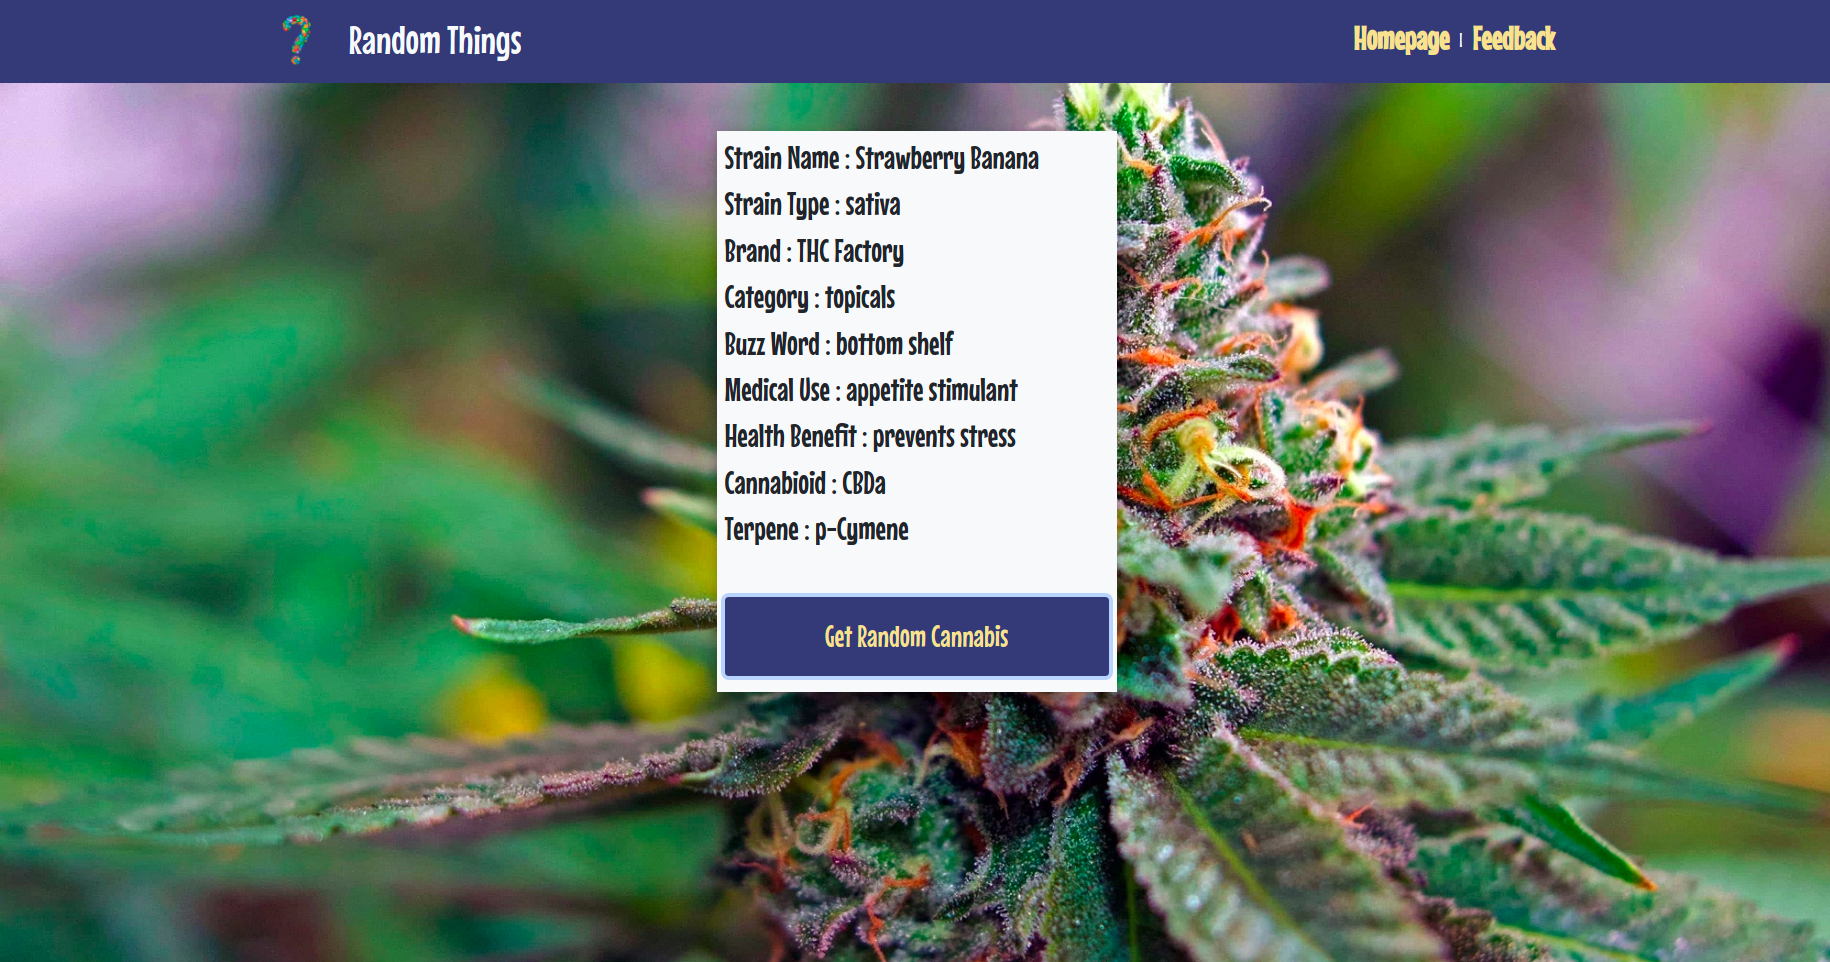 Random Things
Homepage | Feedback
Strain Name : Strawberry Banana
Strain Type : sativa
Brand : THC Factory
Category : topicals
Buzz Word : bottom shelf
Medical Use : appetite stimulant
Health Benefit : prevents stress
Cannabioid : CBDa
Terpene : p-Cymene
Get Random Cannabis